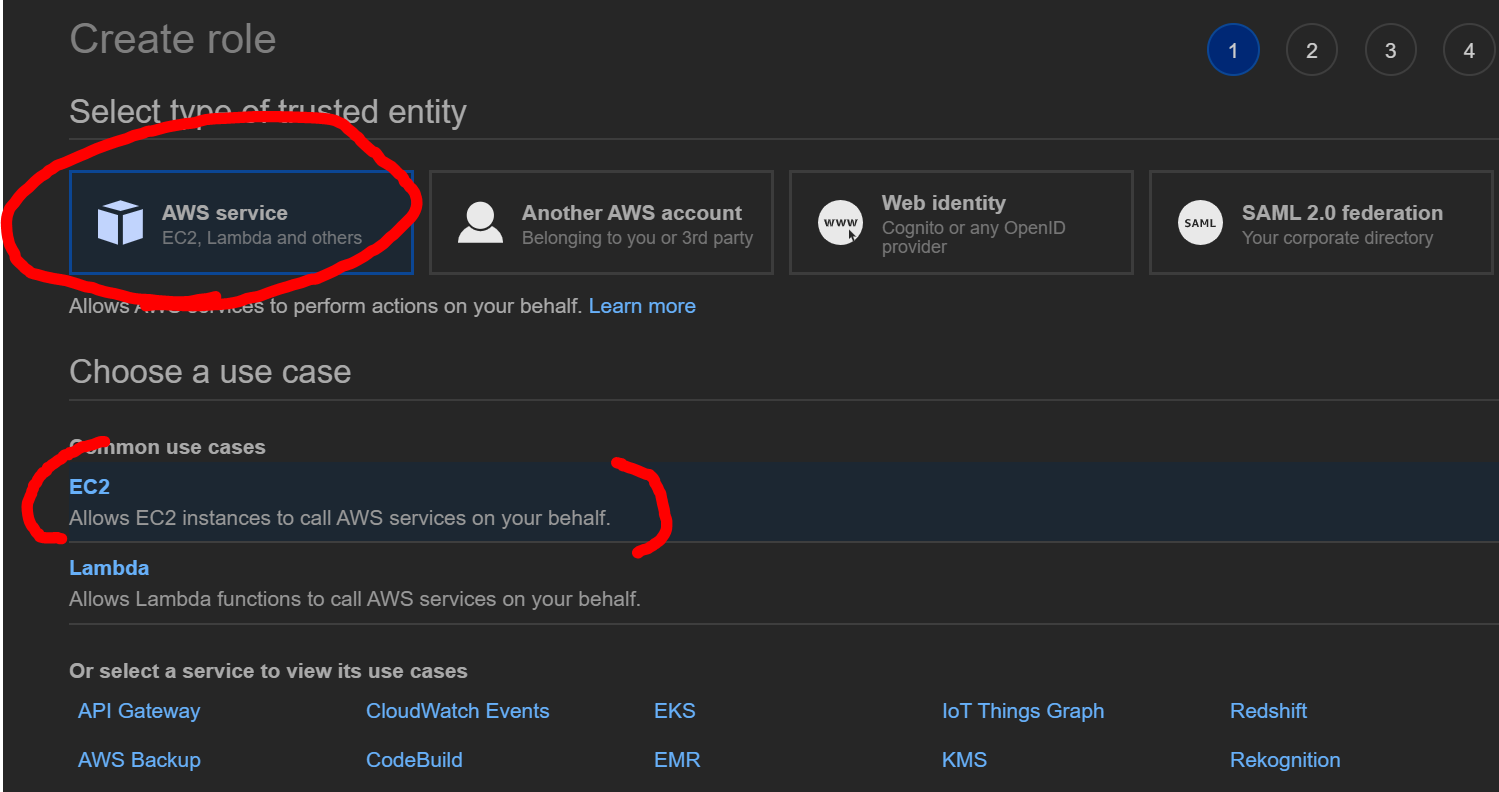 Create role
1 2 3 4
Select type of trusted entity
AWS service
EC2, Lambda and others
Another AWS account
Belonging to you or 3rd party
www
Web identity
Cognito or any OpenID
provider
SAML
SAML 2.0 federation
Your corporate directory
Allows AWS services to perform actions on your behalf. Learn more
Choose a use case
Common use cases
EC2
Allows EC2 instances to call AWS services on your behalf.
Lambda
Allows Lambda functions to call AWS services on your behalf.
Or select a service to view its use cases
API Gateway CloudWatch Events EKS IoT Things Graph Redshift
AWS Backup CodeBuild EMR KMS Rekognition